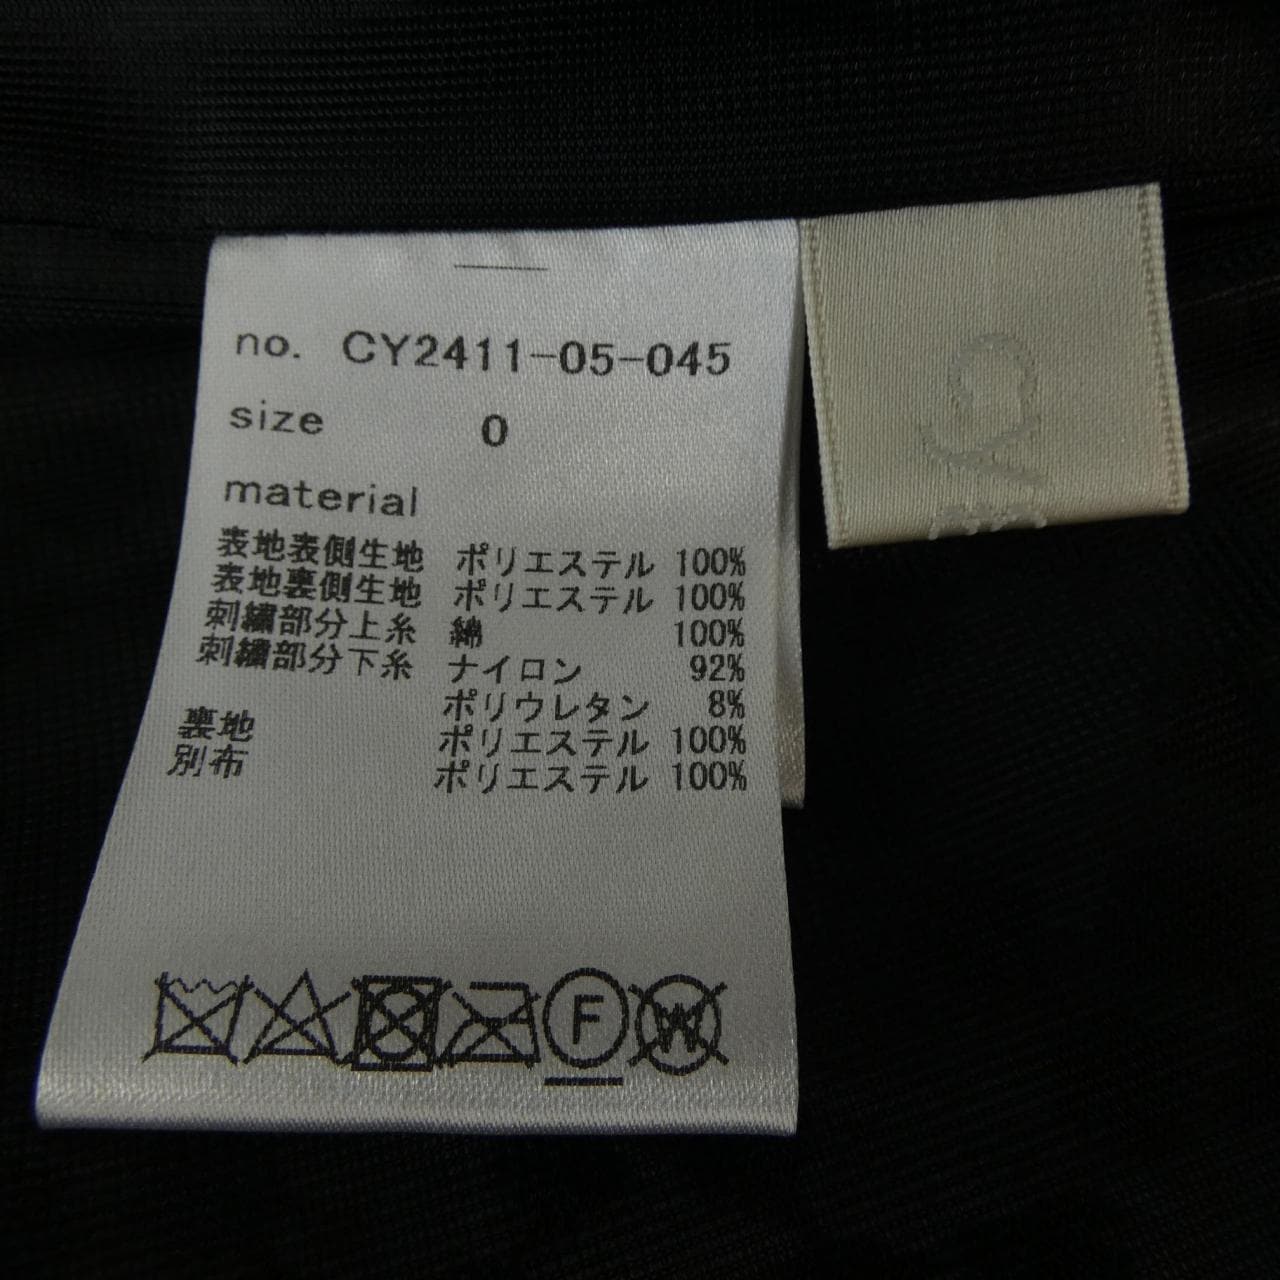 no. CY2411-05-045
size 0
material
表地表側生地 ポリエステル 100%
表地裏側生地 ポリエステル 100%
刺繍部分上糸 綿 100%
刺繍部分下糸 ナイロン 92%
ポリウレタン 8%
裏地 ポリエステル 100%
別布 ポリエステル 100%
F
W